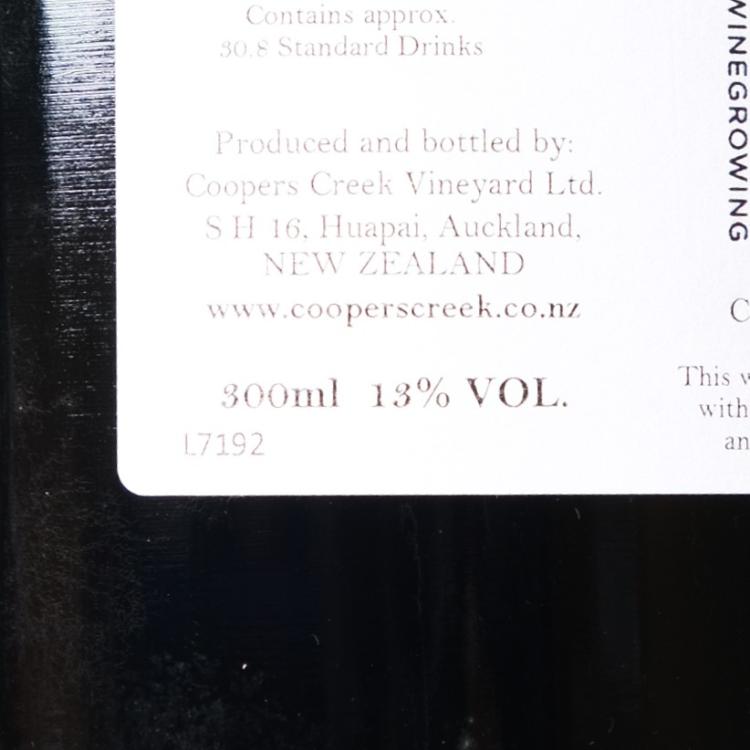 Contains approx.
30.8 Standard Drinks
Produced and bottled by:
Coopers Creek Vineyard Ltd.
S H 16, Huapai, Auckland,
NEW ZEALAND
www.cooperscreek.co.nz
300ml 13% VOL.
L7192
WINEGROWING
This
with